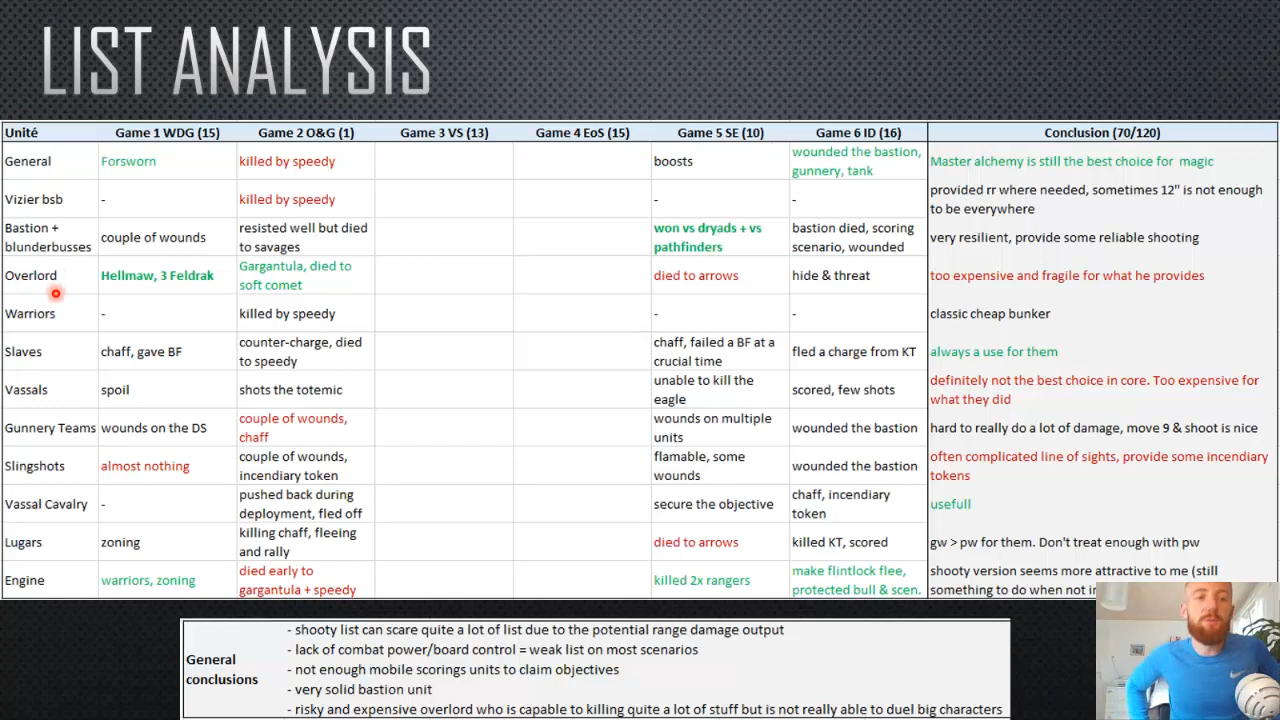 LIST ANALYSIS
Unité Game 1 WDG (15) Game 2 O&G (1) Game 3 VS (13) Game 4 EoS (15) Game 5 SE (10) Game 6 ID (16) Conclusion (70/120)
General Forsworn killed by speedy boosts wounded the bastion, gunnery, tank Master alchemy is still the best choice for magic
Vizier bsb - killed by speedy - - provided rr where needed, sometimes 12" is not enough to be everywhere
Bastion + blunderbusses couple of wounds resisted well but died to savages won vs dryads + vs pathfinders bastion died, scoring scenario, wounded very resilient, provide some reliable shooting
Overlord Hellmaw, 3 Feldrak Gargantula, died to soft comet died to arrows hide & threat too expensive and fragile for what he provides
Warriors - killed by speedy - - classic cheap bunker
Slaves chaff, gave BF counter-charge, died to speedy chaff, failed a BF at a crucial time fled a charge from KT always a use for them
Vassals spoil shots the totemic unable to kill the eagle scored, few shots definitely not the best choice in core. Too expensive for what they did
Gunnery Teams wounds on the DS couple of wounds, chaff wounds on multiple units wounded the bastion hard to really do a lot of damage, move 9 & shoot is nice
Slingshots almost nothing couple of wounds, incendiary token flamable, some wounds wounded the bastion often complicated line of sights, provide some incendiary tokens
Vassal Cavalry - pushed back during deployment, fled off secure the objective chaff, incendiary token usefull
Lugars zoning killing chaff, fleeing and rally died to arrows killed KT, scored gw > pw for them. Don't treat enough with pw
Engine warriors, zoning died early to gargantula + speedy killed 2x rangers make flintlock flee, protected bull & scen. shooty version seems more attractive to me (still something to do when not
General conclusions
- shooty list can scare quite a lot of list due to the potential range damage output
- lack of combat power/board control = weak list on most scenarios
- not enough mobile scorings units to claim objectives
- very solid bastion unit
- risky and expensive overlord who is capable to killing quite a lot of stuff but is not really able to duel big characters